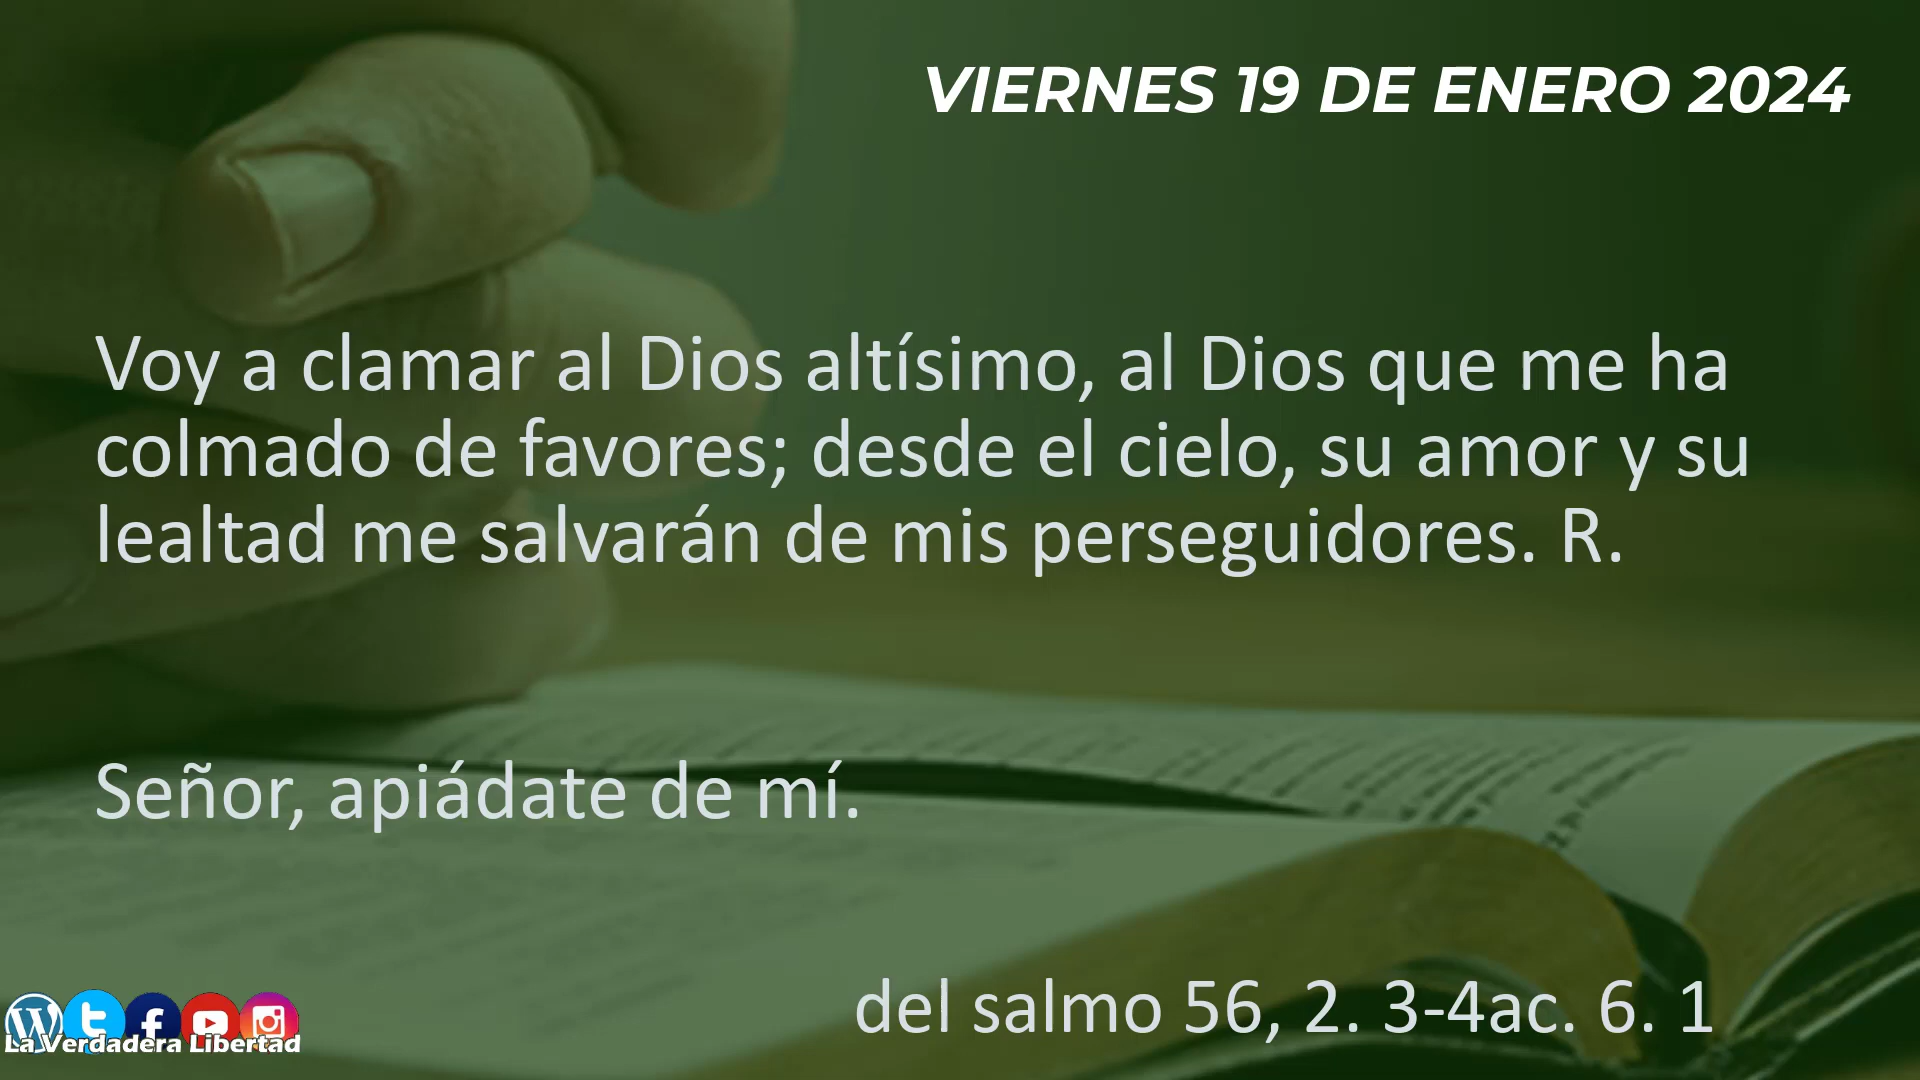 VIERNES 19 DE ENERO 2024
Voy a clamar al Dios altísimo, al Dios que me ha
colmado de favores; desde el cielo, su amor y su
lealtad me salvarán de mis perseguidores. R.
Señor, apiádate de mí.
del salmo 56, 2. 3-4ac. 6. 1
La Verdadera Libertad